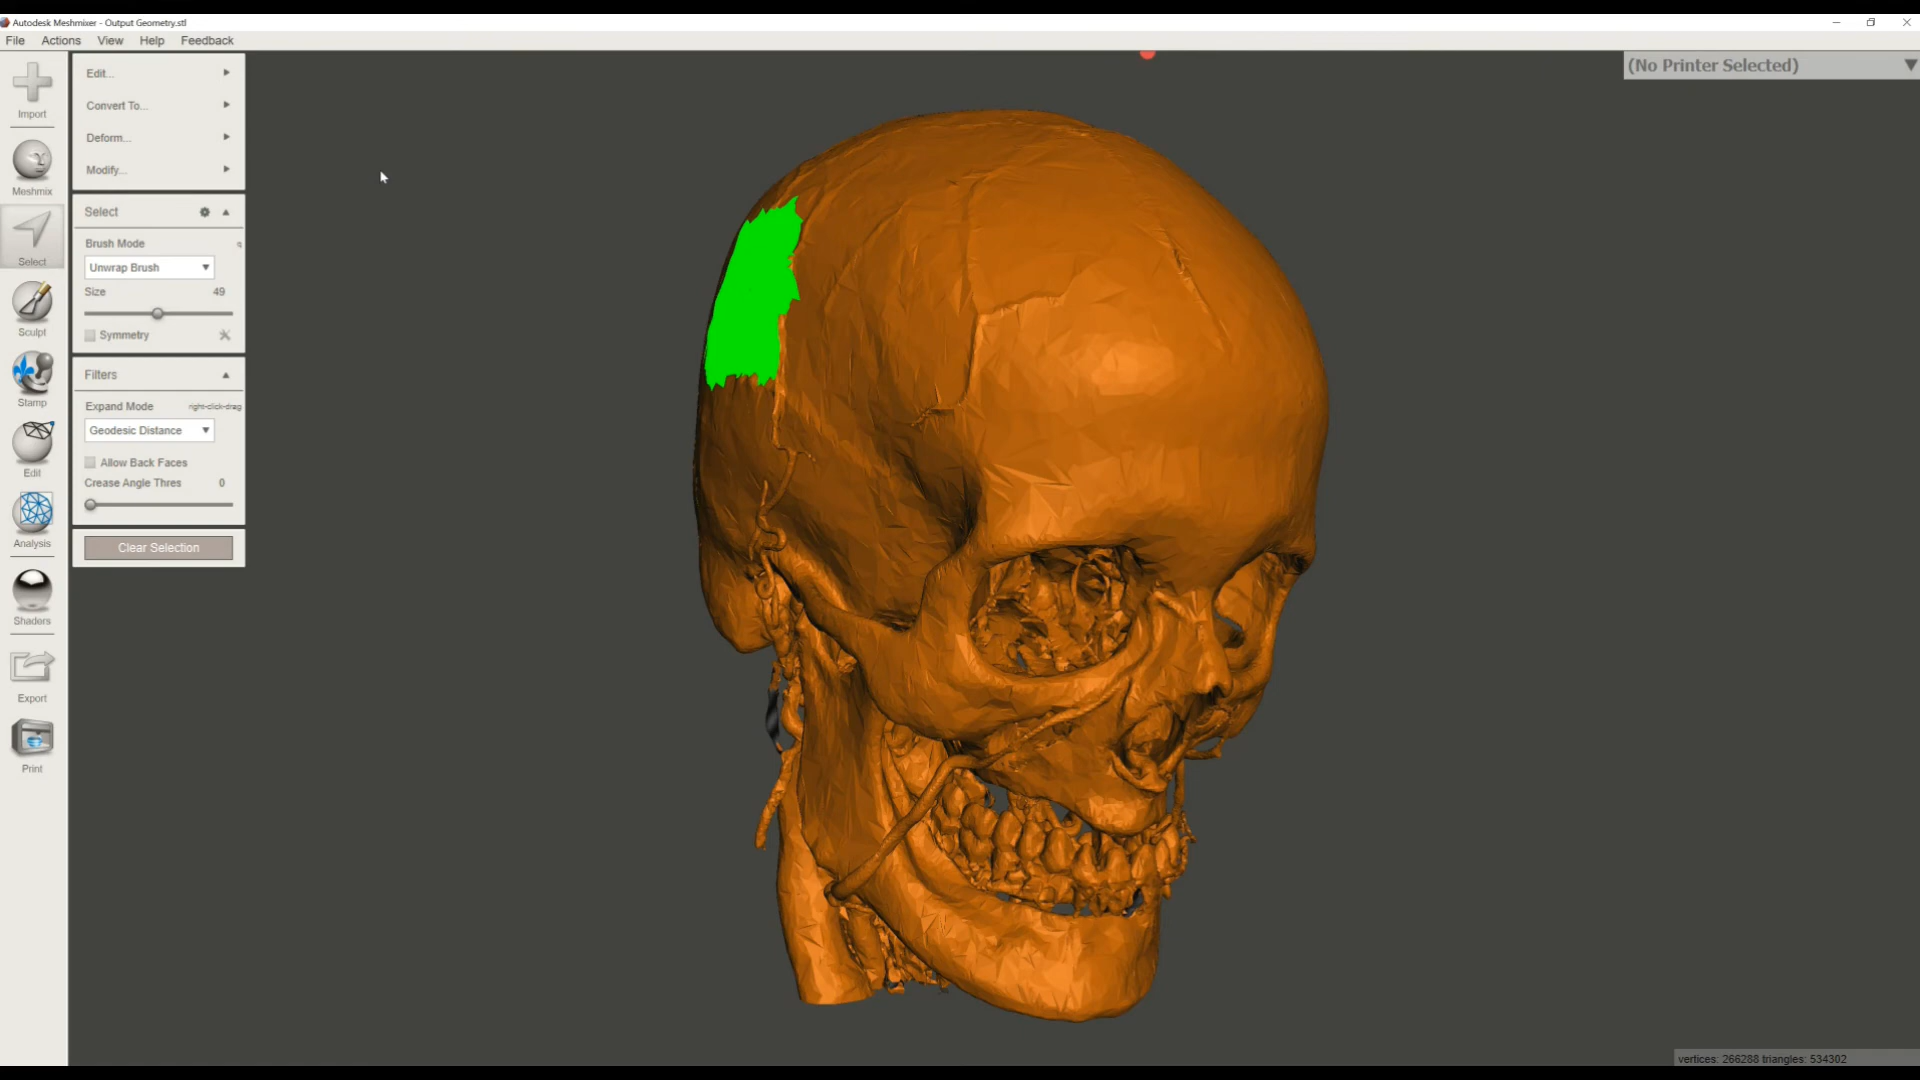 Autodesk Meshmixer - Output Geometry.stl
File Actions View Help Feedback
(No Printer Selected)
Import
Meshmix
Select
Sculpt
Stamp
Edit
Analysis
Shaders
Export
Print
Edit...
Convert To...
Deform...
Modify...
Select
Brush Mode q
Unwrap Brush
Size 49
Symmetry
Filters
Expand Mode right-click-drag
Geodesic Distance
Allow Back Faces
Crease Angle Thres 0
Clear Selection
vertices: 266288 triangles: 534302